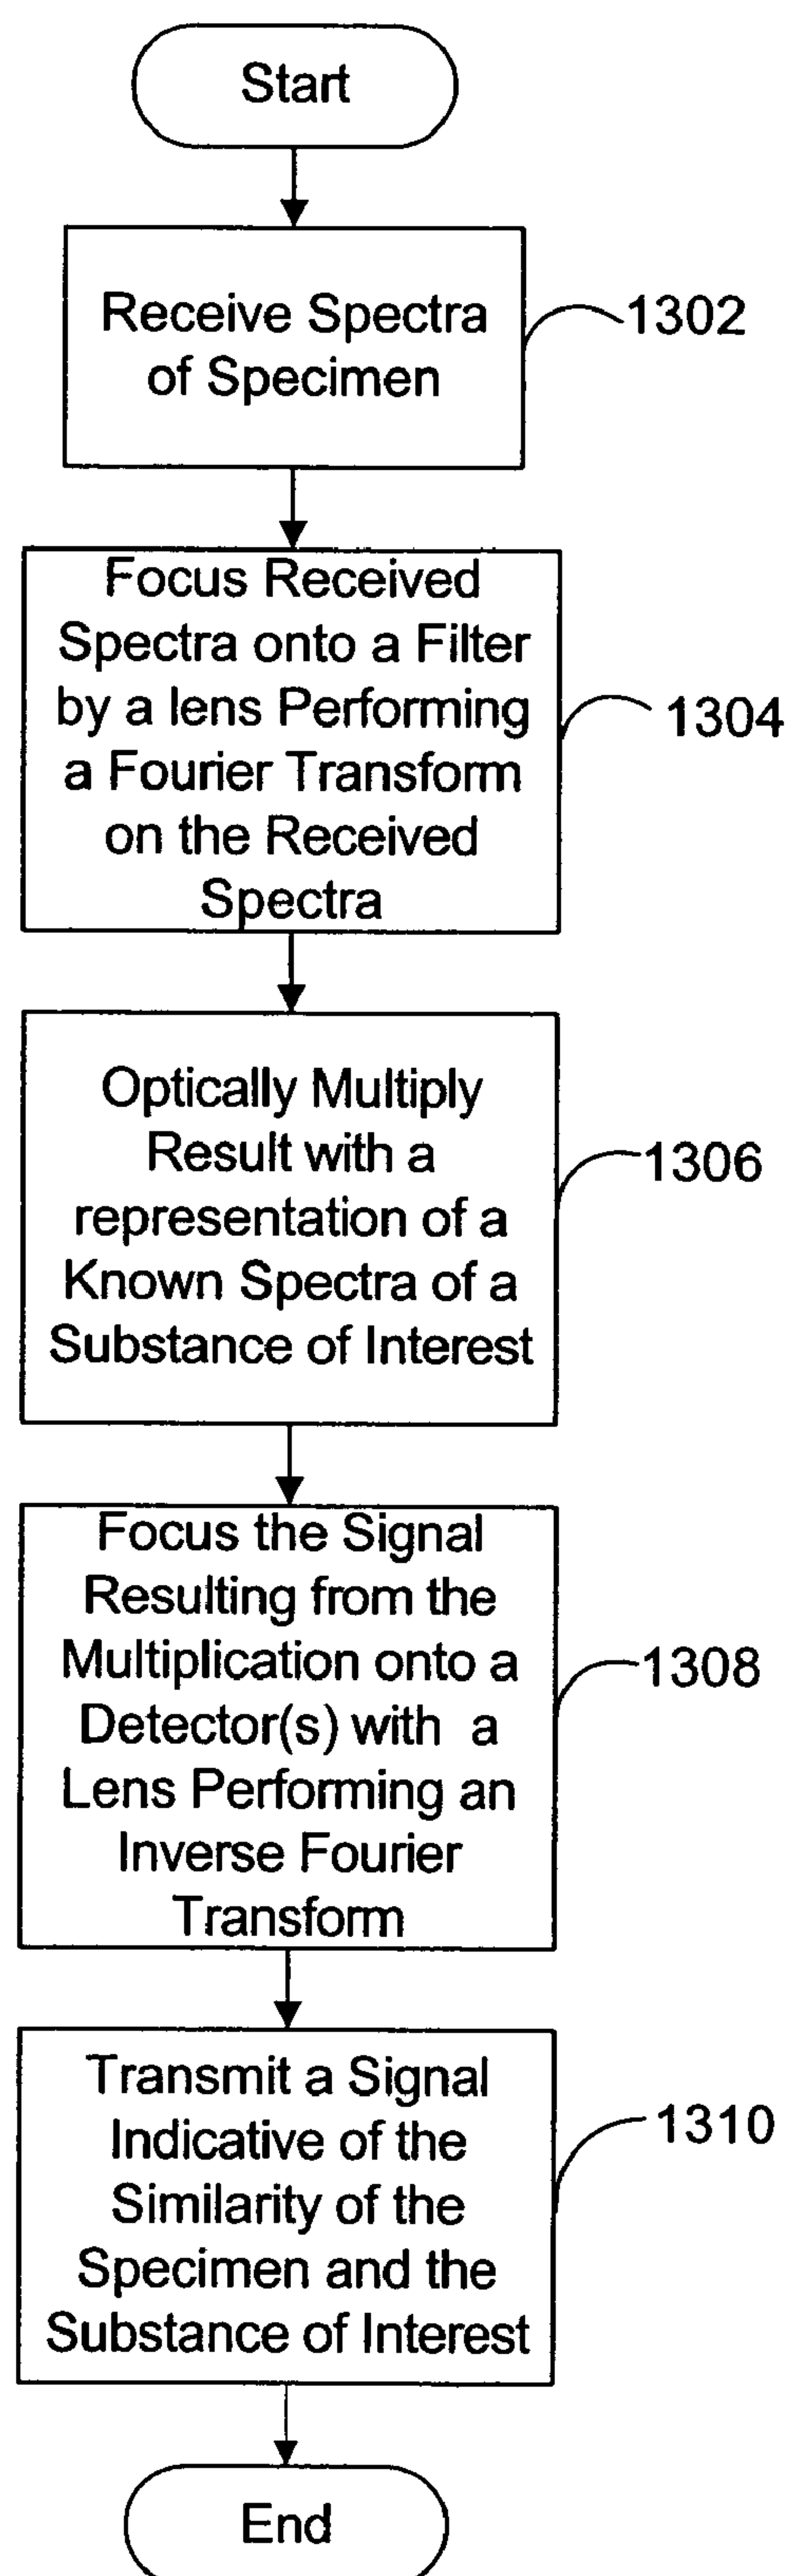 Start
Receive Spectra
of Specimen
1302
Focus Received
Spectra onto a Filter
by a lens Performing
a Fourier Transform
on the Received
Spectra
1304
Optically Multiply
Result with a
representation of a
Known Spectra of a
Substance of Interest
1306
Focus the Signal
Resulting from the
Multiplication onto a
Detector(s) with a
Lens Performing an
Inverse Fourier
Transform
1308
Transmit a Signal
Indicative of the
Similarity of the
Specimen and the
Substance of Interest
1310
End